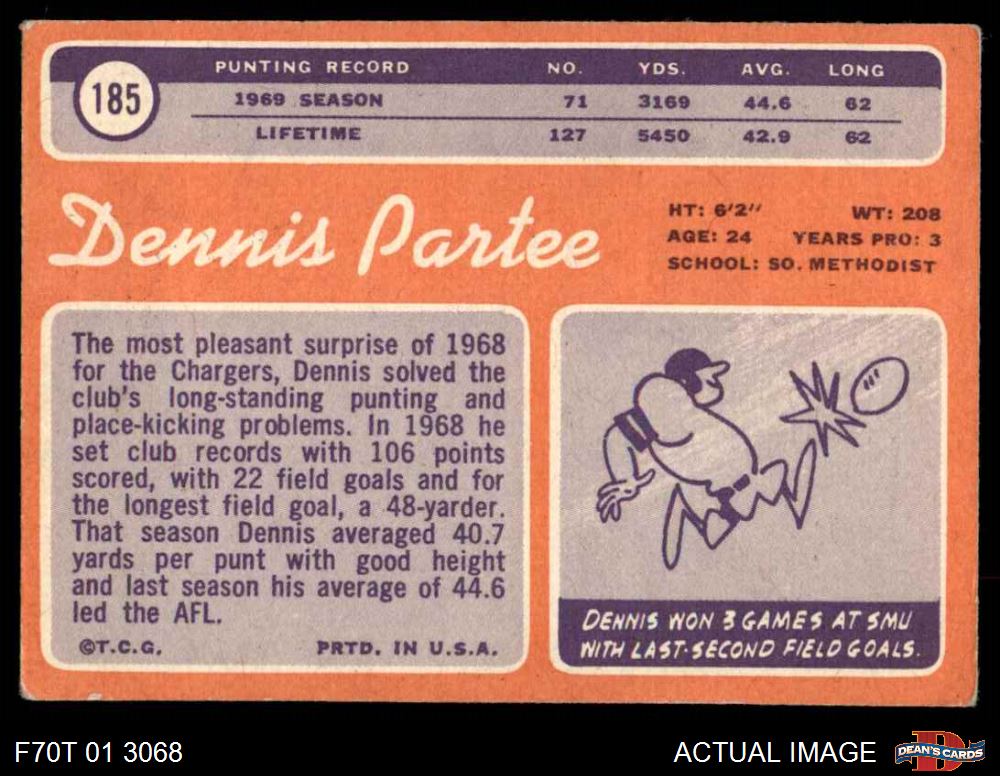 185
PUNTING RECORD NO. YDS. AVG. LONG
1969 SEASON 71 3169 44.6 62
LIFETIME 127 5450 42.9 62
Dennis Partee
HT: 6'2" WT: 208
AGE: 24 YEARS PRO: 3
SCHOOL: SO. METHODIST
The most pleasant surprise of 1968
for the Chargers, Dennis solved the
club's long-standing punting and
place-kicking problems. In 1968 he
set club records with 106 points
scored, with 22 field goals and for
the longest field goal, a 48-yarder.
That season Dennis averaged 40.7
yards per punt with good height
and last season his average of 44.6
led the AFL.
©T.C.G. PRTD. IN U.S.A.
DENNIS WON 3 GAMES AT SMU
WITH LAST-SECOND FIELD GOALS.
F70T 01 3068
ACTUAL IMAGE
D
DEAN'S CARDS